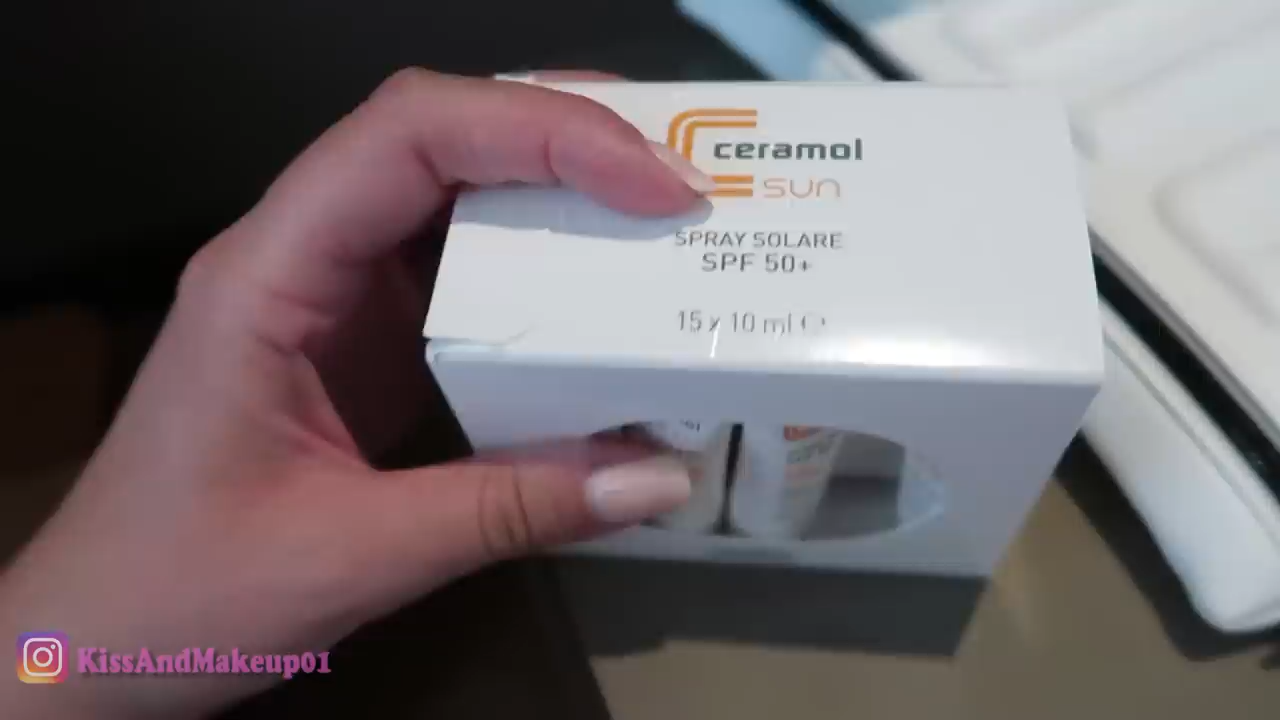 ceramol
sun
SPRAY SOLARE
SPF 50+
15 x 10 ml ℮
KissAndMakeup01